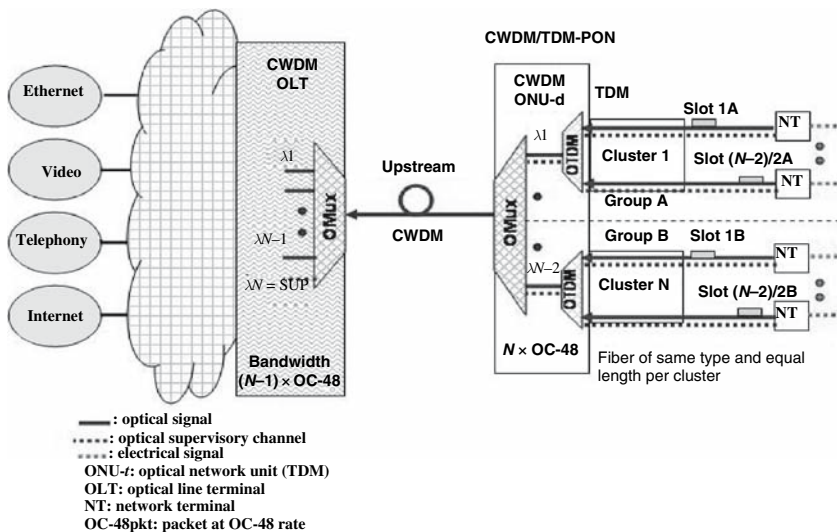 CWDM/TDM-PON
CWDM
OLT
CWDM
ONU-d
TDM
Slot 1A
NT
Ethernet
λ1
λ1
OTDM
Cluster 1
Slot (N–2)/2A
NT
Video
Upstream
OMux
OMux
Group A
Telephony
λN–1
CWDM
Group B
Slot 1B
NT
λN = SUP
λN–2
OTDM
Cluster N
Slot (N–2)/2B
NT
Internet
Bandwidth
(N–1) × OC-48
N × OC-48
Fiber of same type and equal
length per cluster
: optical signal
: optical supervisory channel
: electrical signal
ONU-t: optical network unit (TDM)
OLT: optical line terminal
NT: network terminal
OC-48pkt: packet at OC-48 rate